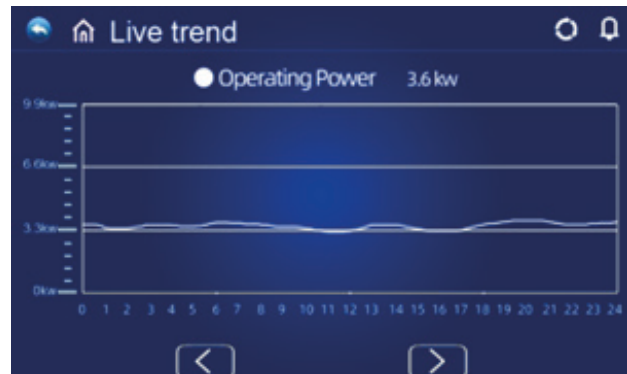 Live trend
Operating Power 3.6 kw
9.9kw
6.6kw
3.3kw
0kw
0 1 2 3 4 5 6 7 8 9 10 11 12 13 14 15 16 17 18 19 20 21 22 23 24